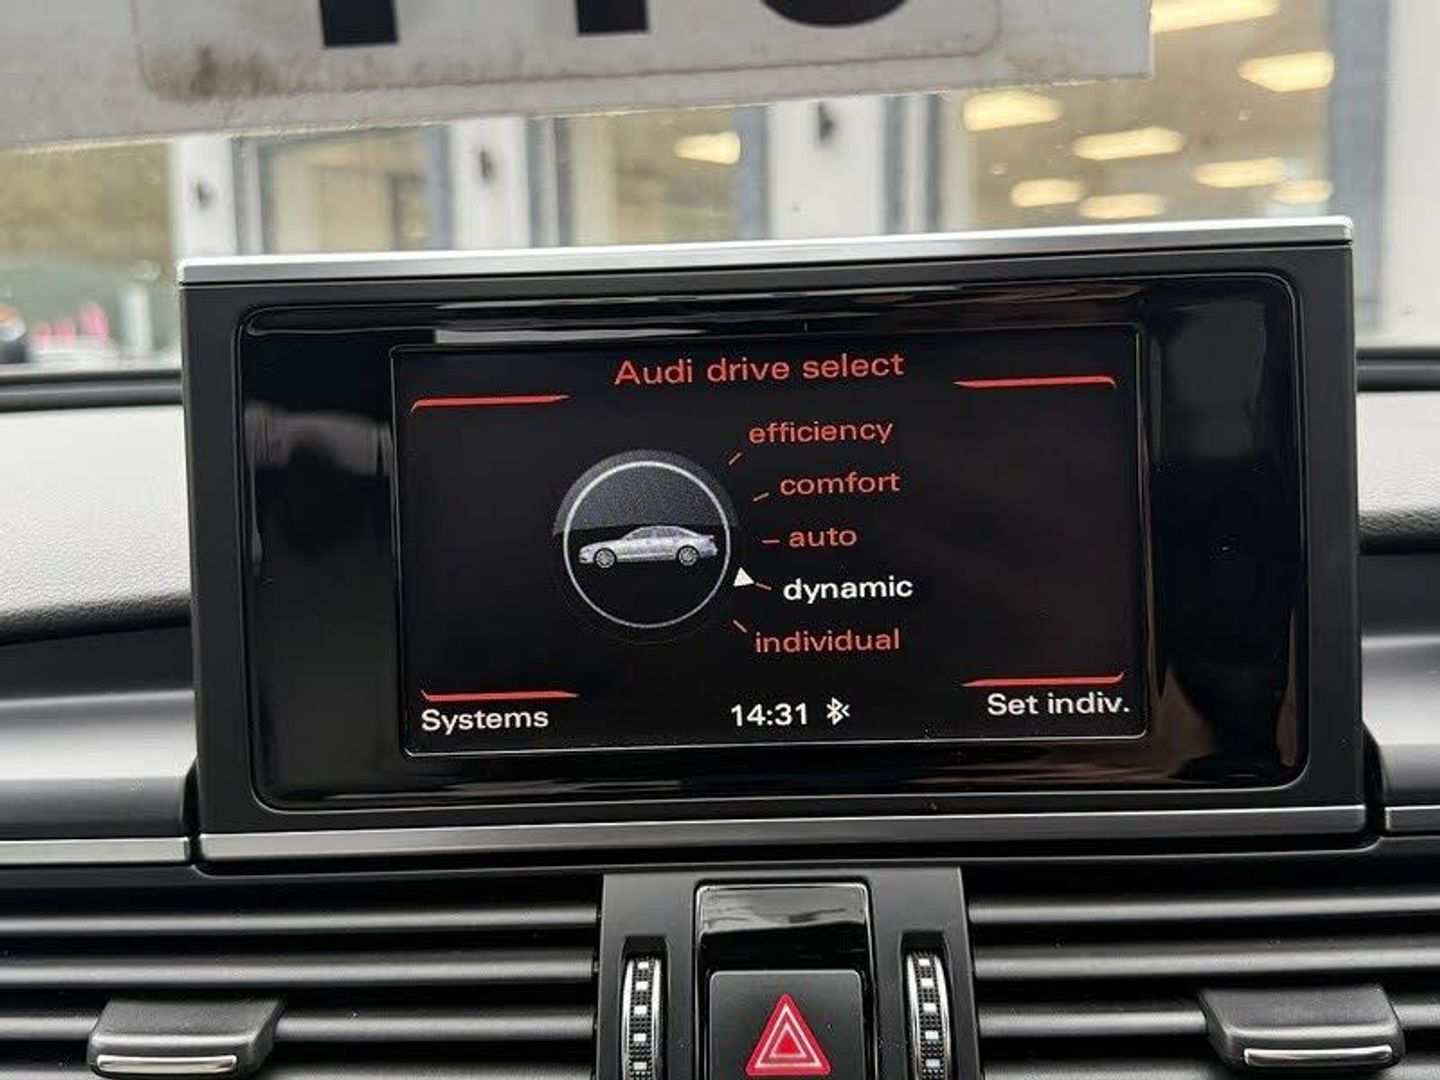 Audi drive select
efficiency
comfort
auto
dynamic
individual
Systems
14:31
Set indiv.